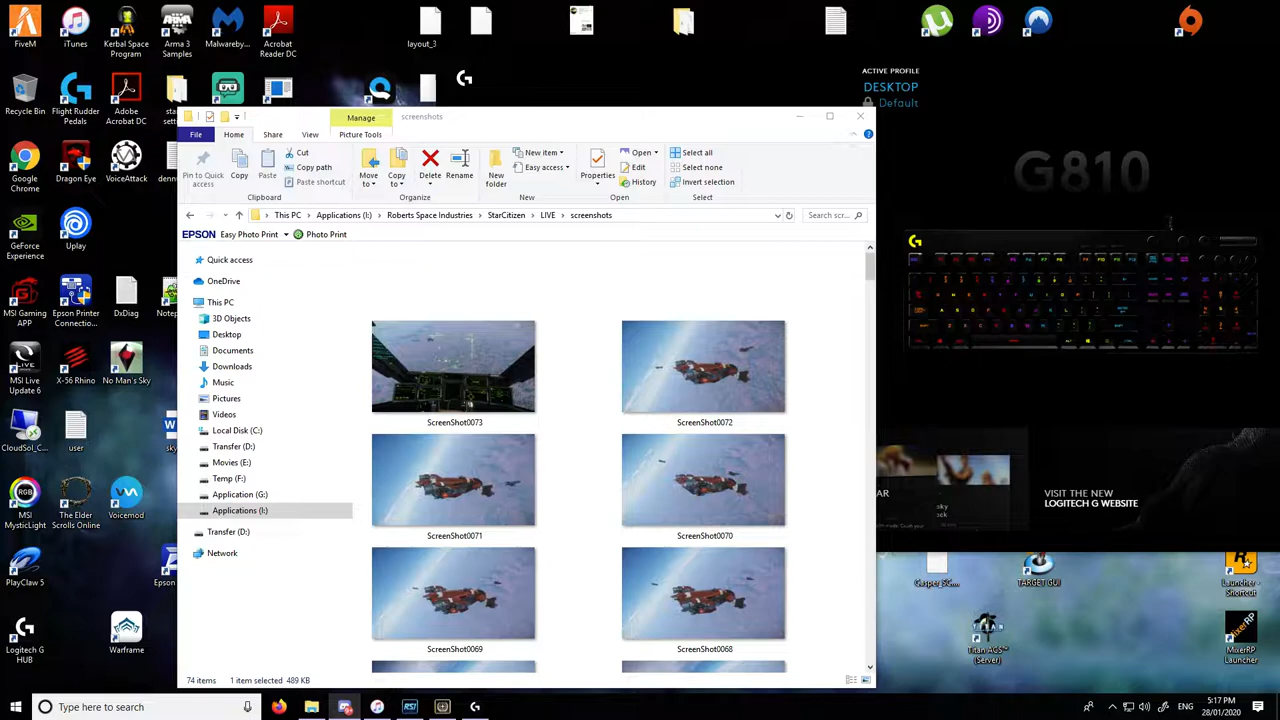 FiveM
iTunes
Kerbal Space Program
Arma 3 Samples
Malwareby...
Acrobat Reader DC
layout_3
ACTIVE PROFILE
DESKTOP
Default
Recycle Bin
Flight Rudder Pedals
Adobe Acrobat DC
Manage
screenshots
File
Home
Share
View
Picture Tools
Pin to Quick access
Copy
Paste
Cut
Copy path
Paste shortcut
Move to
Copy to
Delete
Rename
New folder
New item
Easy access
Properties
Open
Edit
History
Select all
Select none
Invert selection
Clipboard
Organize
New
Open
Select
This PC > Applications (I:) > Roberts Space Industries > StarCitizen > LIVE > screenshots
Search scr...
EPSON Easy Photo Print Photo Print
Google Chrome
Dragon Eye
VoiceAttack
GeForce Experience
Uplay
MSI Gaming APP
Epson Printer Connectio...
DxDiag
MSI Live Update 6
X-56 Rhino
No Man's Sky
CloudSol_C...
user
sky
MSI MysticLight
The Elder Scrolls Online
Voicemod
PlayClaw 5
Epson
Logitech G HUB
Warframe
Quick access
OneDrive
This PC
3D Objects
Desktop
Documents
Downloads
Music
Pictures
Videos
Local Disk (C:)
Transfer (D:)
Movies (E:)
Temp (F:)
Application (G:)
Applications (I:)
Transfer (D:)
Network
ScreenShot0073
ScreenShot0072
ScreenShot0071
ScreenShot0070
ScreenShot0069
ScreenShot0068
74 items 1 item selected 489 KB
VISIT THE NEW
LOGITECH G WEBSITE
TARGET GUI
Launcher - Shortcut
Titan AGS™ (Server)
MixerRP Launcher
Type here to search
RSI
ENG
5:17 PM
28/01/2020